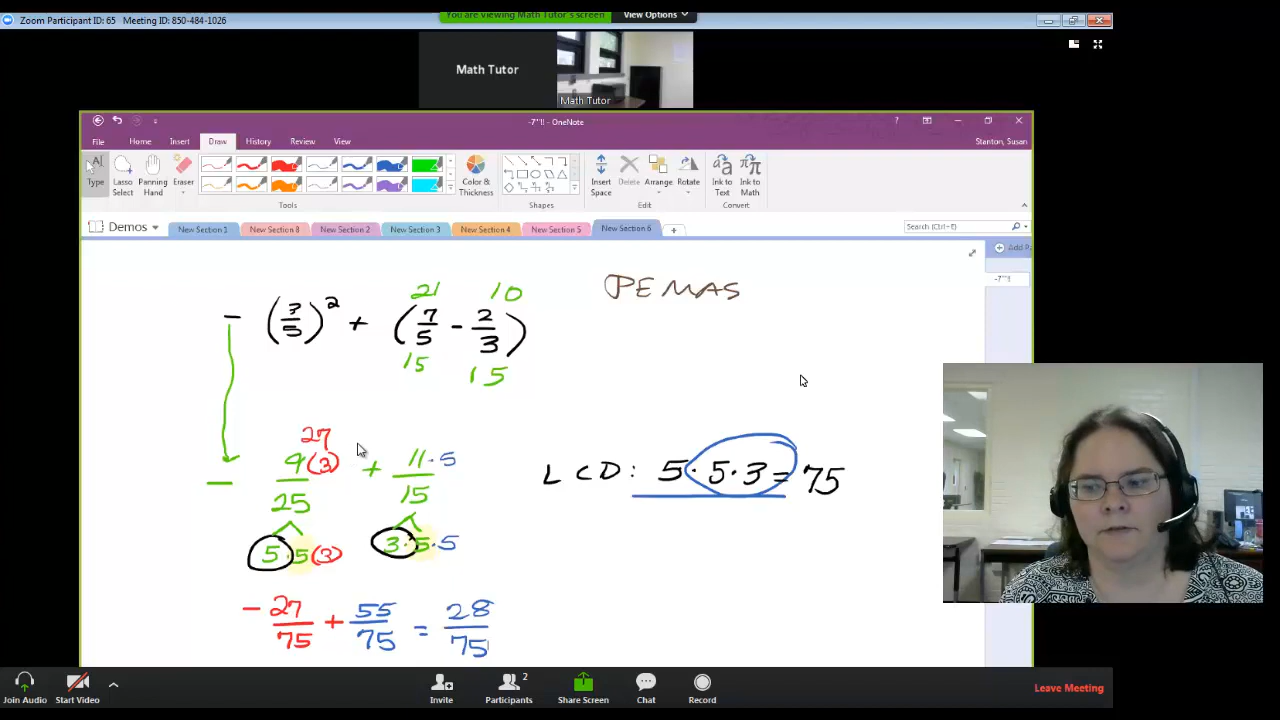 Zoom Participant ID: 65 Meeting ID: 850-484-1026
You are viewing Math Tutor's screen View Options
Math Tutor
Math Tutor
-7"!! - OneNote
File Home Insert Draw History Review View
Stanton, Susan
Type Lasso Select Panning Hand Eraser
Color & Thickness
Insert Space Delete Arrange Rotate
Ink to Text Ink to Math
Tools Shapes Edit Convert
Demos New Section 1 New Section 8 New Section 2 New Section 3 New Section 4 New Section 5 New Section 6 +
Search (Ctrl+E)
Add Pa
-7"!!
PEMAS
21 10
- (3/5)² + (7/5 - 2/3)
15 15
27
- 9(3)/25 + 11·5/15
LCD: 5·5·3=75
5·5(3) 3·5·5
-27/75 + 55/75 = 28/75
Join Audio Start Video Invite Participants 2 Share Screen Chat Record Leave Meeting